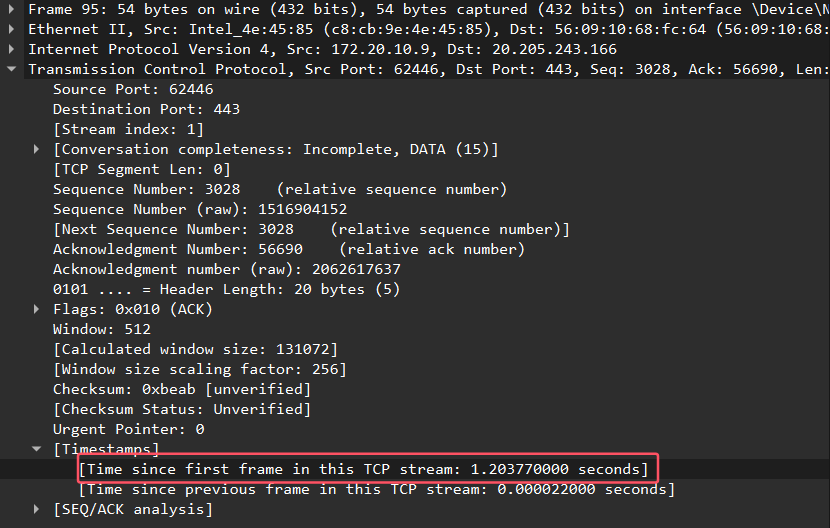 Frame 95: 54 bytes on wire (432 bits), 54 bytes captured (432 bits) on interface \Device\N
Ethernet II, Src: Intel_4e:45:85 (c8:cb:9e:4e:45:85), Dst: 56:09:10:68:fc:64 (56:09:10:68:
Internet Protocol Version 4, Src: 172.20.10.9, Dst: 20.205.243.166
Transmission Control Protocol, Src Port: 62446, Dst Port: 443, Seq: 3028, Ack: 56690, Len:
Source Port: 62446
Destination Port: 443
[Stream index: 1]
[Conversation completeness: Incomplete, DATA (15)]
[TCP Segment Len: 0]
Sequence Number: 3028    (relative sequence number)
Sequence Number (raw): 1516904152
[Next Sequence Number: 3028    (relative sequence number)]
Acknowledgment Number: 56690    (relative ack number)
Acknowledgment number (raw): 2062617637
0101 .... = Header Length: 20 bytes (5)
Flags: 0x010 (ACK)
Window: 512
[Calculated window size: 131072]
[Window size scaling factor: 256]
Checksum: 0xbeab [unverified]
[Checksum Status: Unverified]
Urgent Pointer: 0
[Timestamps]
[Time since first frame in this TCP stream: 1.203770000 seconds]
[Time since previous frame in this TCP stream: 0.000022000 seconds]
[SEQ/ACK analysis]